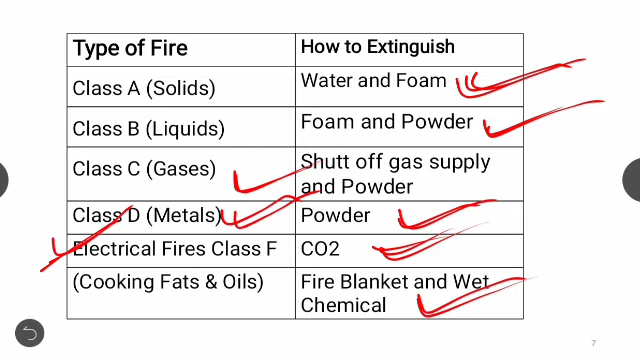 Type of Fire
How to Extinguish
Class A (Solids)
Water and Foam
Class B (Liquids)
Foam and Powder
Class C (Gases)
Shutt off gas supply
and Powder
Class D (Metals)
Powder
Electrical Fires Class F
CO2
(Cooking Fats & Oils)
Fire Blanket and Wet
Chemical
7